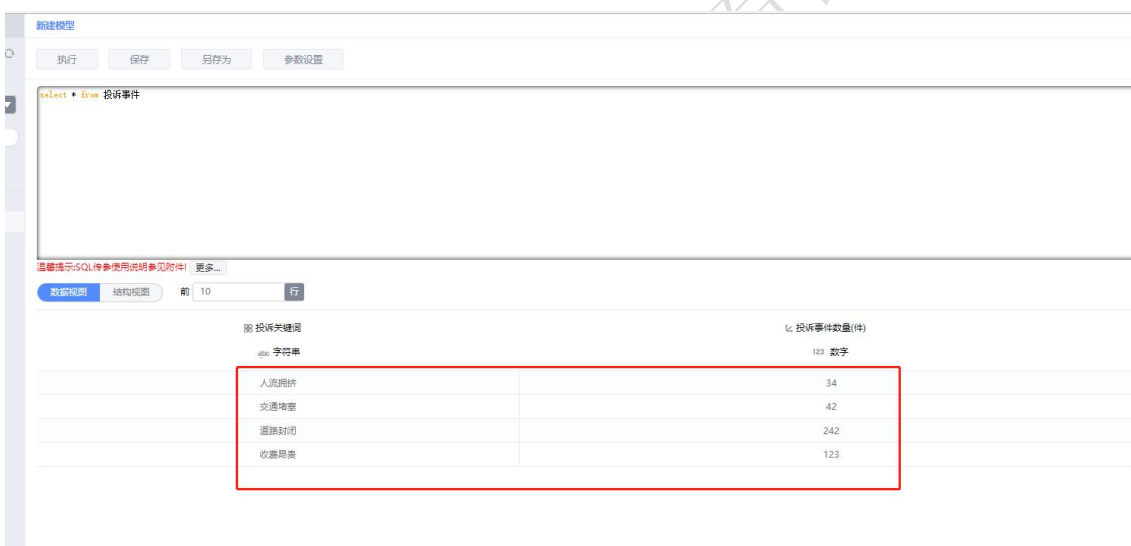 新建模型
执行 保存 另存为 参数设置
select * from 投诉事件
温馨提示:SQL传参使用说明参见附件! 更多...
数据视图 结构视图 前 10 行
投诉关键词 投诉事件数量(件)
abc 字符串 123 数字
人流拥挤 34
交通堵塞 42
道路封闭 242
收费昂贵 123